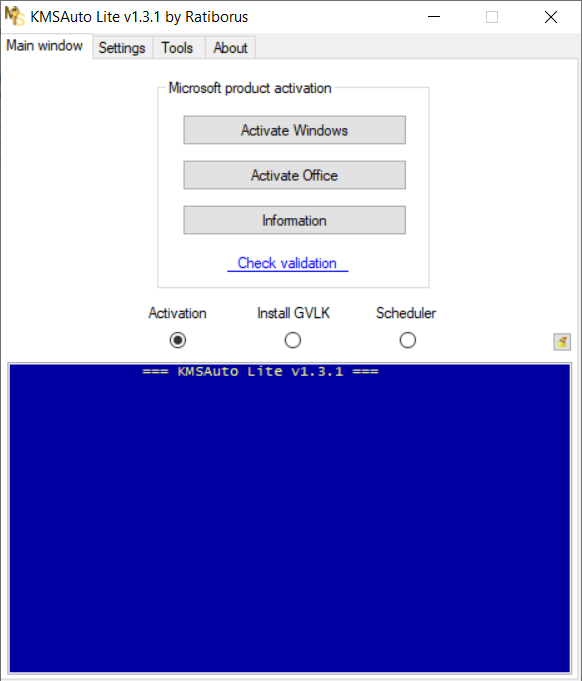 KMSAuto Lite v1.3.1 by Ratiborus
Main window Settings Tools About
Microsoft product activation
Activate Windows
Activate Office
Information
Check validation
Activation Install GVLK Scheduler
=== KMSAuto Lite v1.3.1 ===